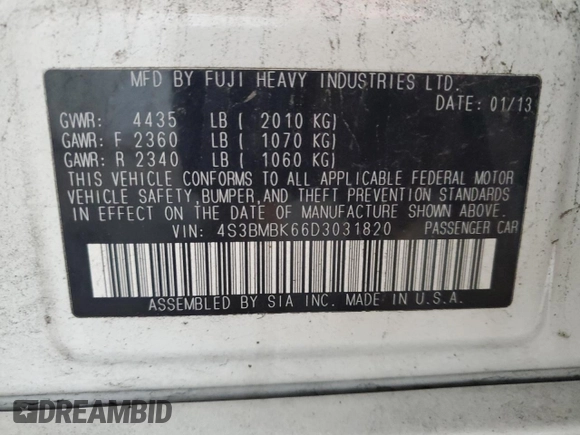 MFD BY FUJI HEAVY INDUSTRIES LTD.
DATE: 01/13
GVWR: 4435 LB ( 2010 KG)
GAWR: F 2360 LB ( 1070 KG)
GAWR: R 2340 LB ( 1060 KG)
THIS VEHICLE CONFORMS TO ALL APPLICABLE FEDERAL MOTOR
VEHICLE SAFETY,BUMPER,AND THEFT PREVENTION STANDARDS
IN EFFECT ON THE DATE OF MANUFACTURE SHOWN ABOVE.
VIN: 4S3BMBK66D3031820 PASSENGER CAR
ASSEMBLED BY SIA INC. MADE IN U.S.A.
DREAMBID